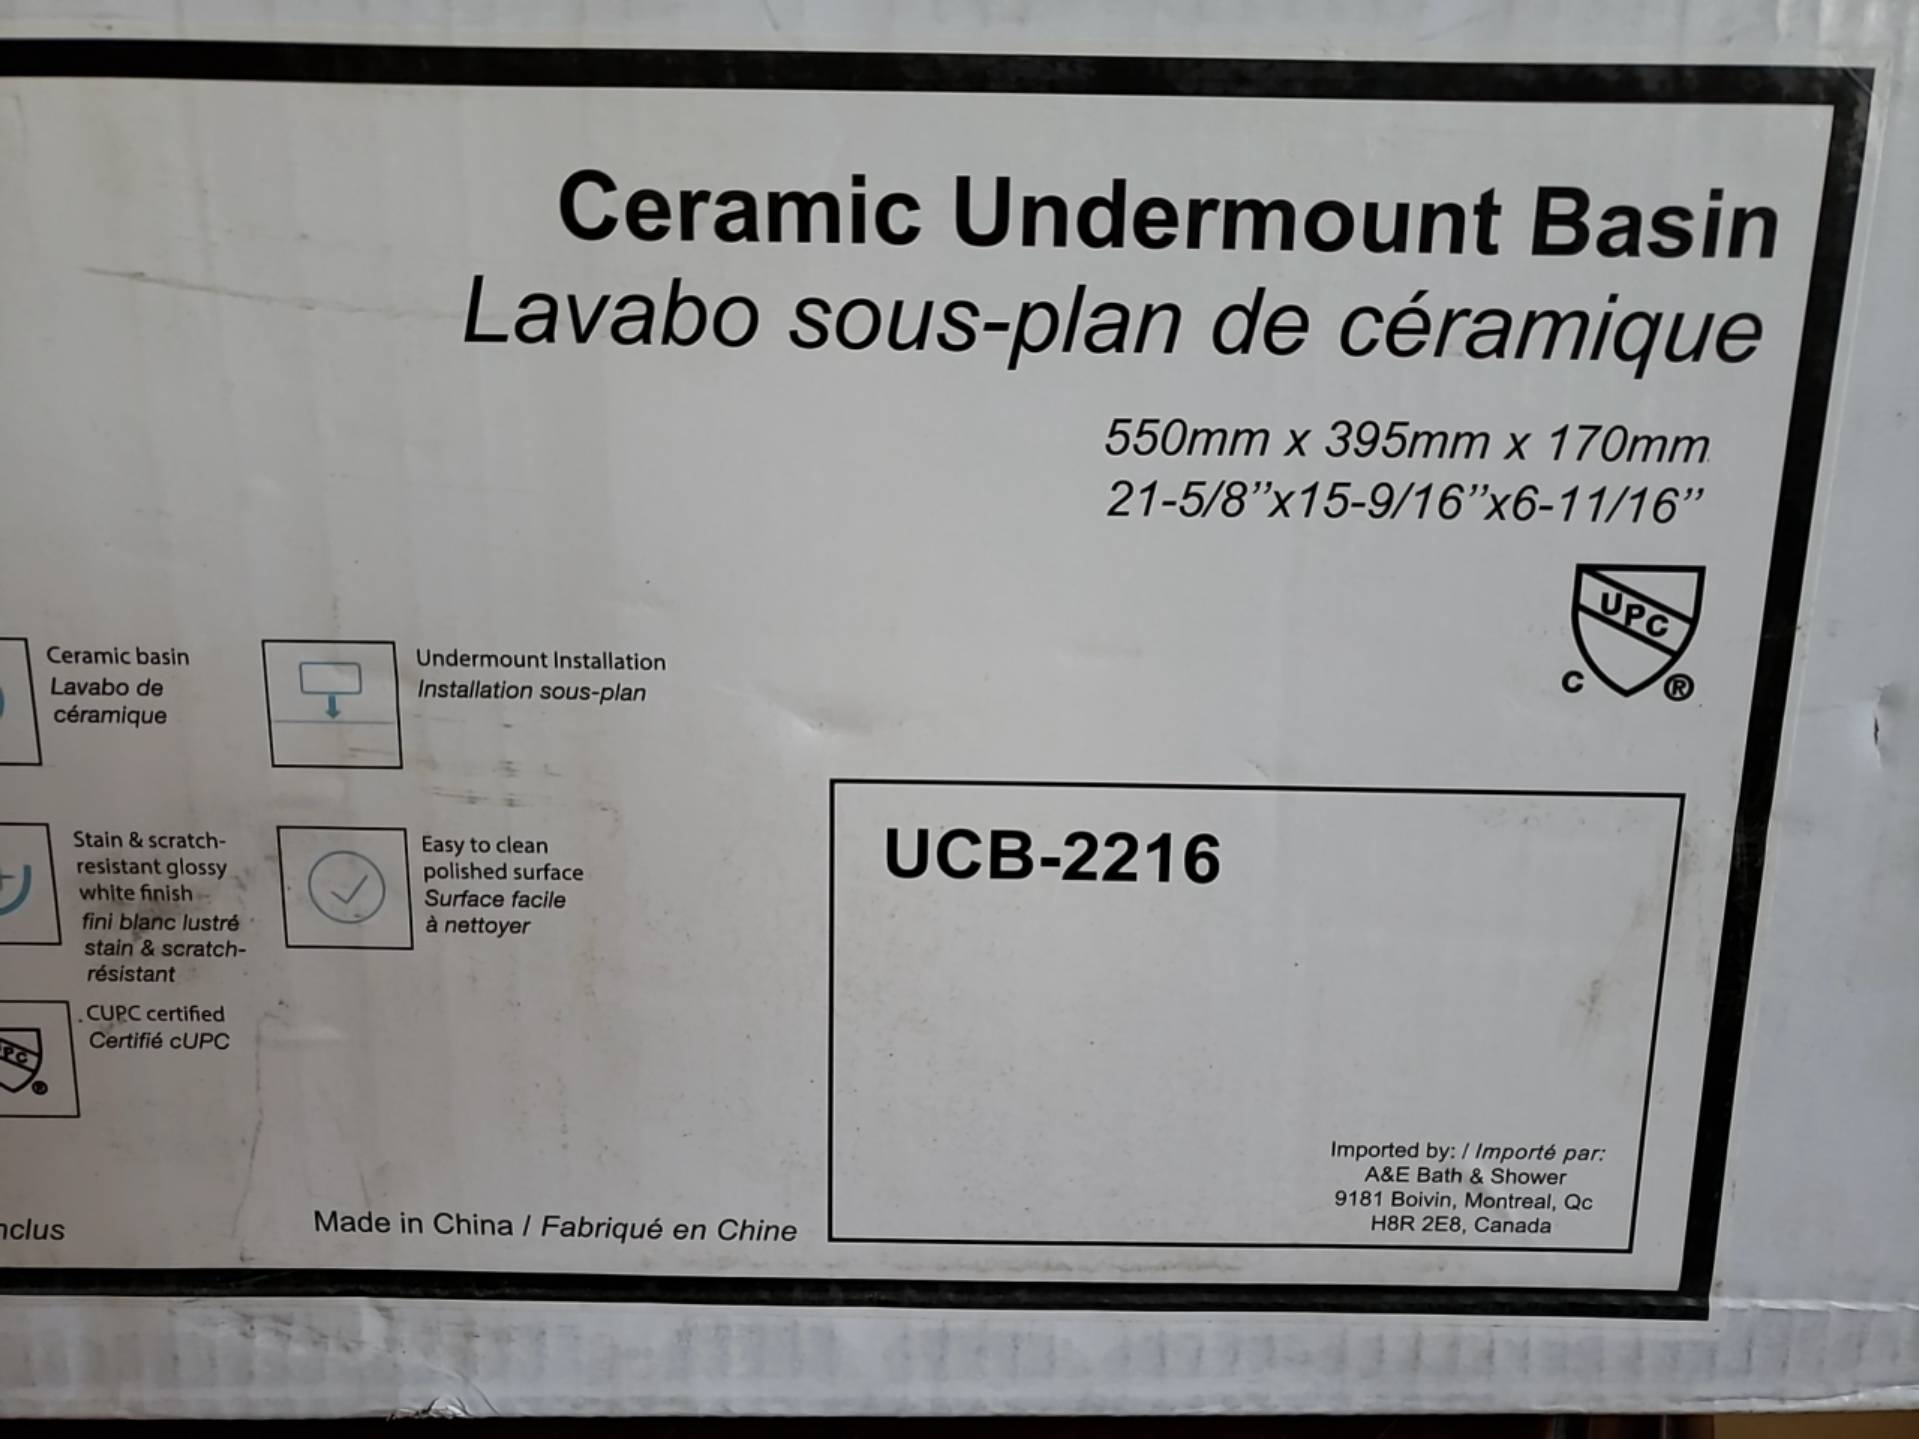 Ceramic Undermount Basin
Lavabo sous-plan de céramique
550mm x 395mm x 170mm
21-5/8’’x15-9/16’’x6-11/16’’
UPC
C ®
Ceramic basin
Lavabo de
céramique
Undermount Installation
Installation sous-plan
Stain & scratch-
resistant glossy
white finish
fini blanc lustré
stain & scratch-
résistant
Easy to clean
polished surface
Surface facile
à nettoyer
CUPC certified
Certifié cUPC
UCB-2216
Imported by: / Importé par:
A&E Bath & Shower
9181 Boivin, Montreal, Qc
H8R 2E8, Canada
Made in China / Fabriqué en Chine